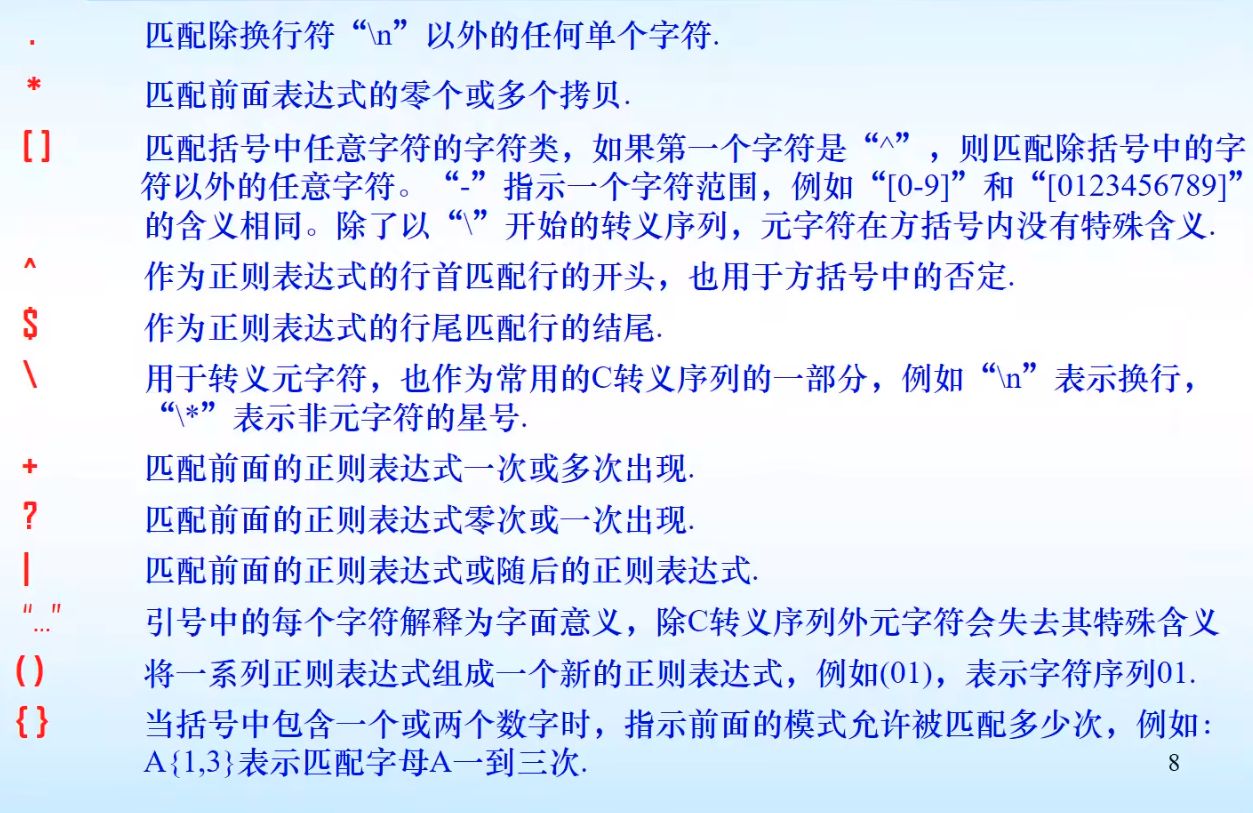 . 匹配除换行符“\n”以外的任何单个字符.
* 匹配前面表达式的零个或多个拷贝.
[ ] 匹配括号中任意字符的字符类，如果第一个字符是“^”，则匹配除括号中的字
符以外的任意字符。“-”指示一个字符范围，例如“[0-9]”和“[0123456789]”
的含义相同。除了以“\”开始的转义序列，元字符在方括号内没有特殊含义.
^ 作为正则表达式的行首匹配行的开头，也用于方括号中的否定.
$ 作为正则表达式的行尾匹配行的结尾.
\ 用于转义元字符，也作为常用的C转义序列的一部分，例如“\n”表示换行，
“\*”表示非元字符的星号.
+ 匹配前面的正则表达式一次或多次出现.
? 匹配前面的正则表达式零次或一次出现.
| 匹配前面的正则表达式或随后的正则表达式.
"..." 引号中的每个字符解释为字面意义，除C转义序列外元字符会失去其特殊含义
( ) 将一系列正则表达式组成一个新的正则表达式，例如(01)，表示字符序列01.
{ } 当括号中包含一个或两个数字时，指示前面的模式允许被匹配多少次，例如：
A{1,3}表示匹配字母A一到三次.
8